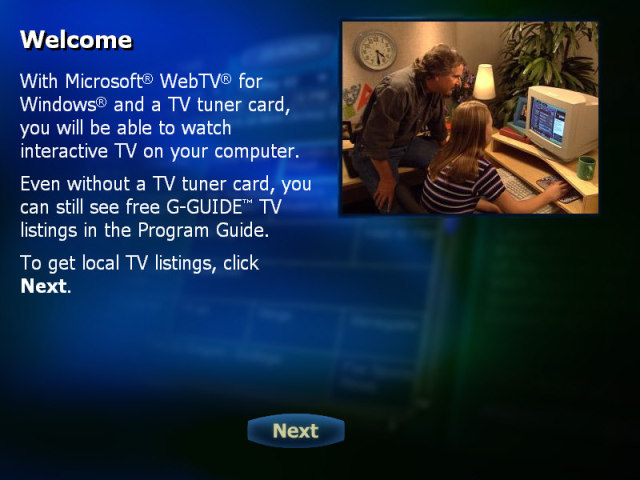 Welcome
With Microsoft® WebTV® for
Windows® and a TV tuner card,
you will be able to watch
interactive TV on your computer.
Even without a TV tuner card, you
can still see free G-GUIDE™ TV
listings in the Program Guide.
To get local TV listings, click
Next.
Next